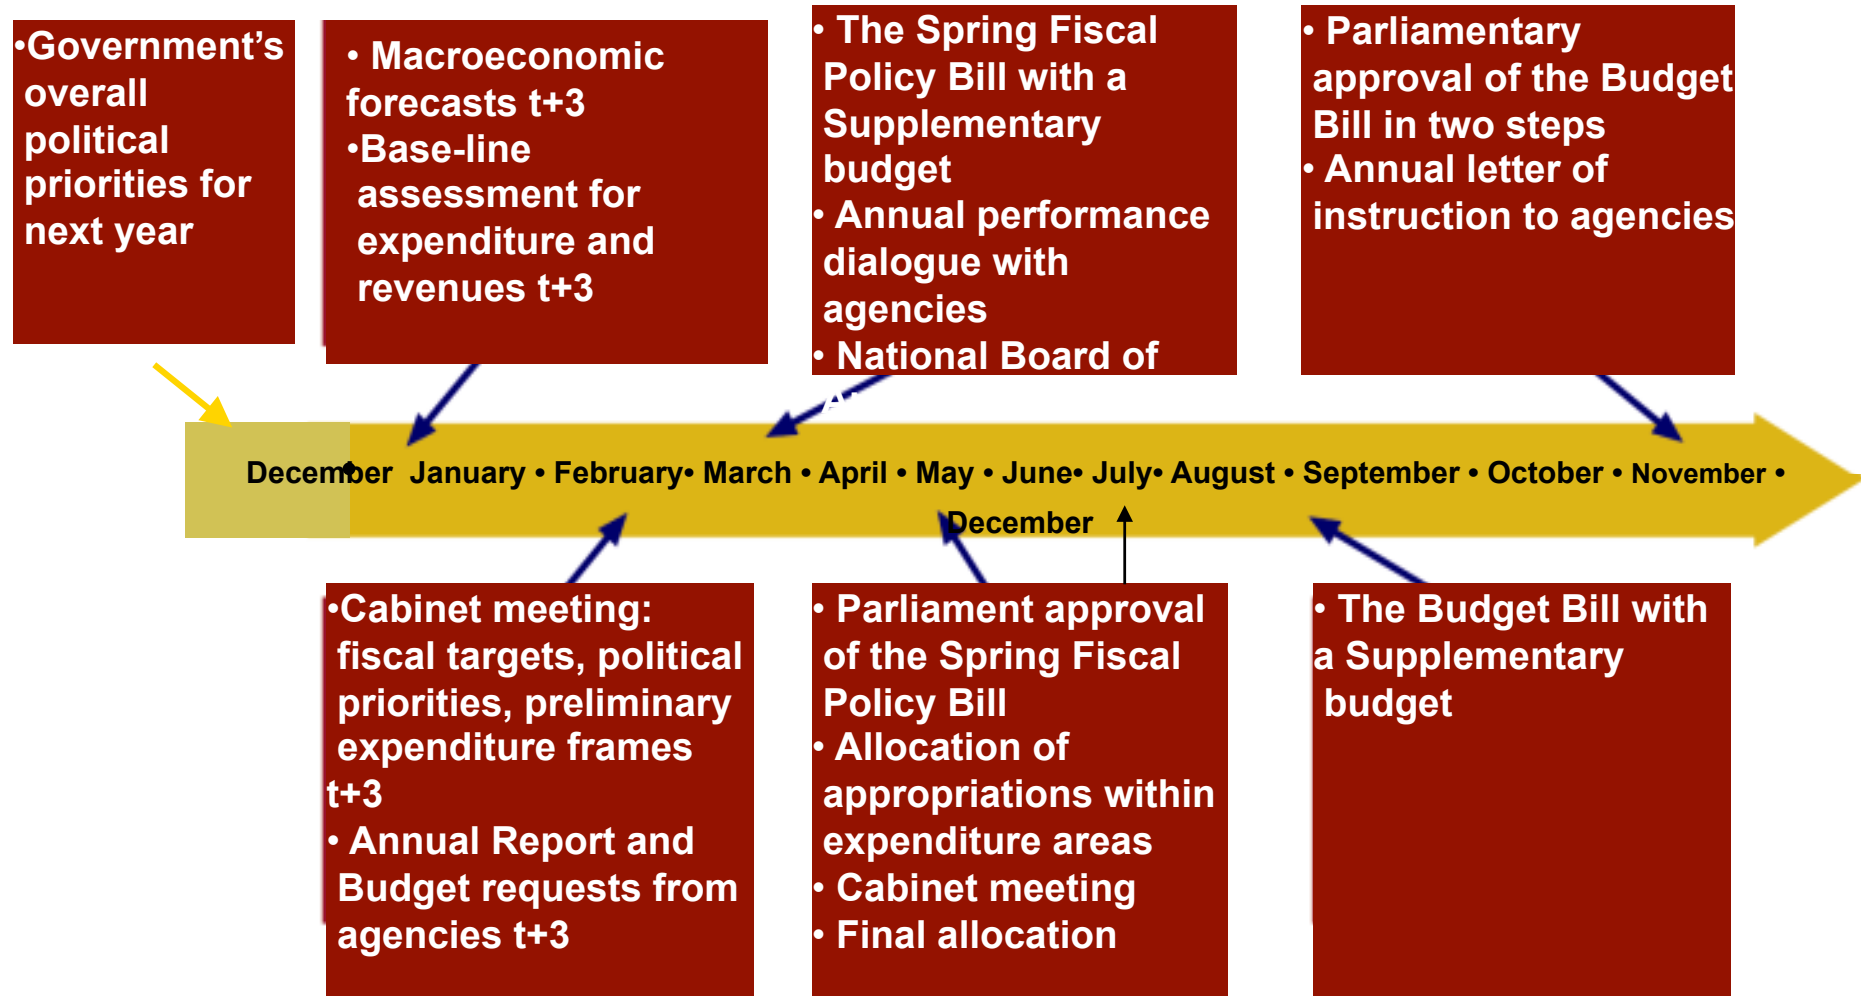 •Government’s
overall
political
priorities for
next year
• Macroeconomic
forecasts t+3
•Base-line
assessment for
expenditure and
revenues t+3
• The Spring Fiscal
Policy Bill with a
Supplementary
budget
• Annual performance
dialogue with
agencies
• National Board of
• Parliamentary
approval of the Budget
Bill in two steps
• Annual letter of
instruction to agencies
December • January • February• March • April • May • June• July• August • September • October • November •
December
•Cabinet meeting:
fiscal targets, political
priorities, preliminary
expenditure frames
t+3
• Annual Report and
Budget requests from
agencies t+3
• Parliament approval
of the Spring Fiscal
Policy Bill
• Allocation of
appropriations within
expenditure areas
• Cabinet meeting
• Final allocation
• The Budget Bill with
a Supplementary
budget